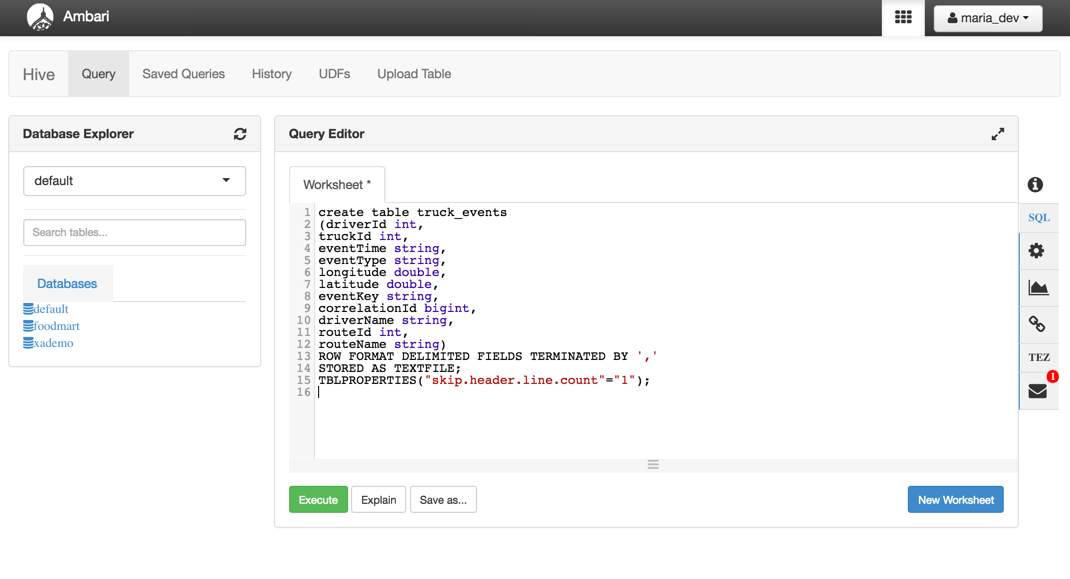 Ambari
maria_dev
Hive
Query
Saved Queries
History
UDFs
Upload Table
Database Explorer
default
Search tables...
Databases
default
foodmart
xademo
Query Editor
Worksheet *
1 create table truck_events
2 (driverId int,
3 truckId int,
4 eventTime string,
5 eventType string,
6 longitude double,
7 latitude double,
8 eventKey string,
9 correlationId bigint,
10 driverName string,
11 routeId int,
12 routeName string)
13 ROW FORMAT DELIMITED FIELDS TERMINATED BY ','
14 STORED AS TEXTFILE;
15 TBLPROPERTIES("skip.header.line.count"="1");
16
Execute
Explain
Save as...
New Worksheet
SQL
TEZ
1